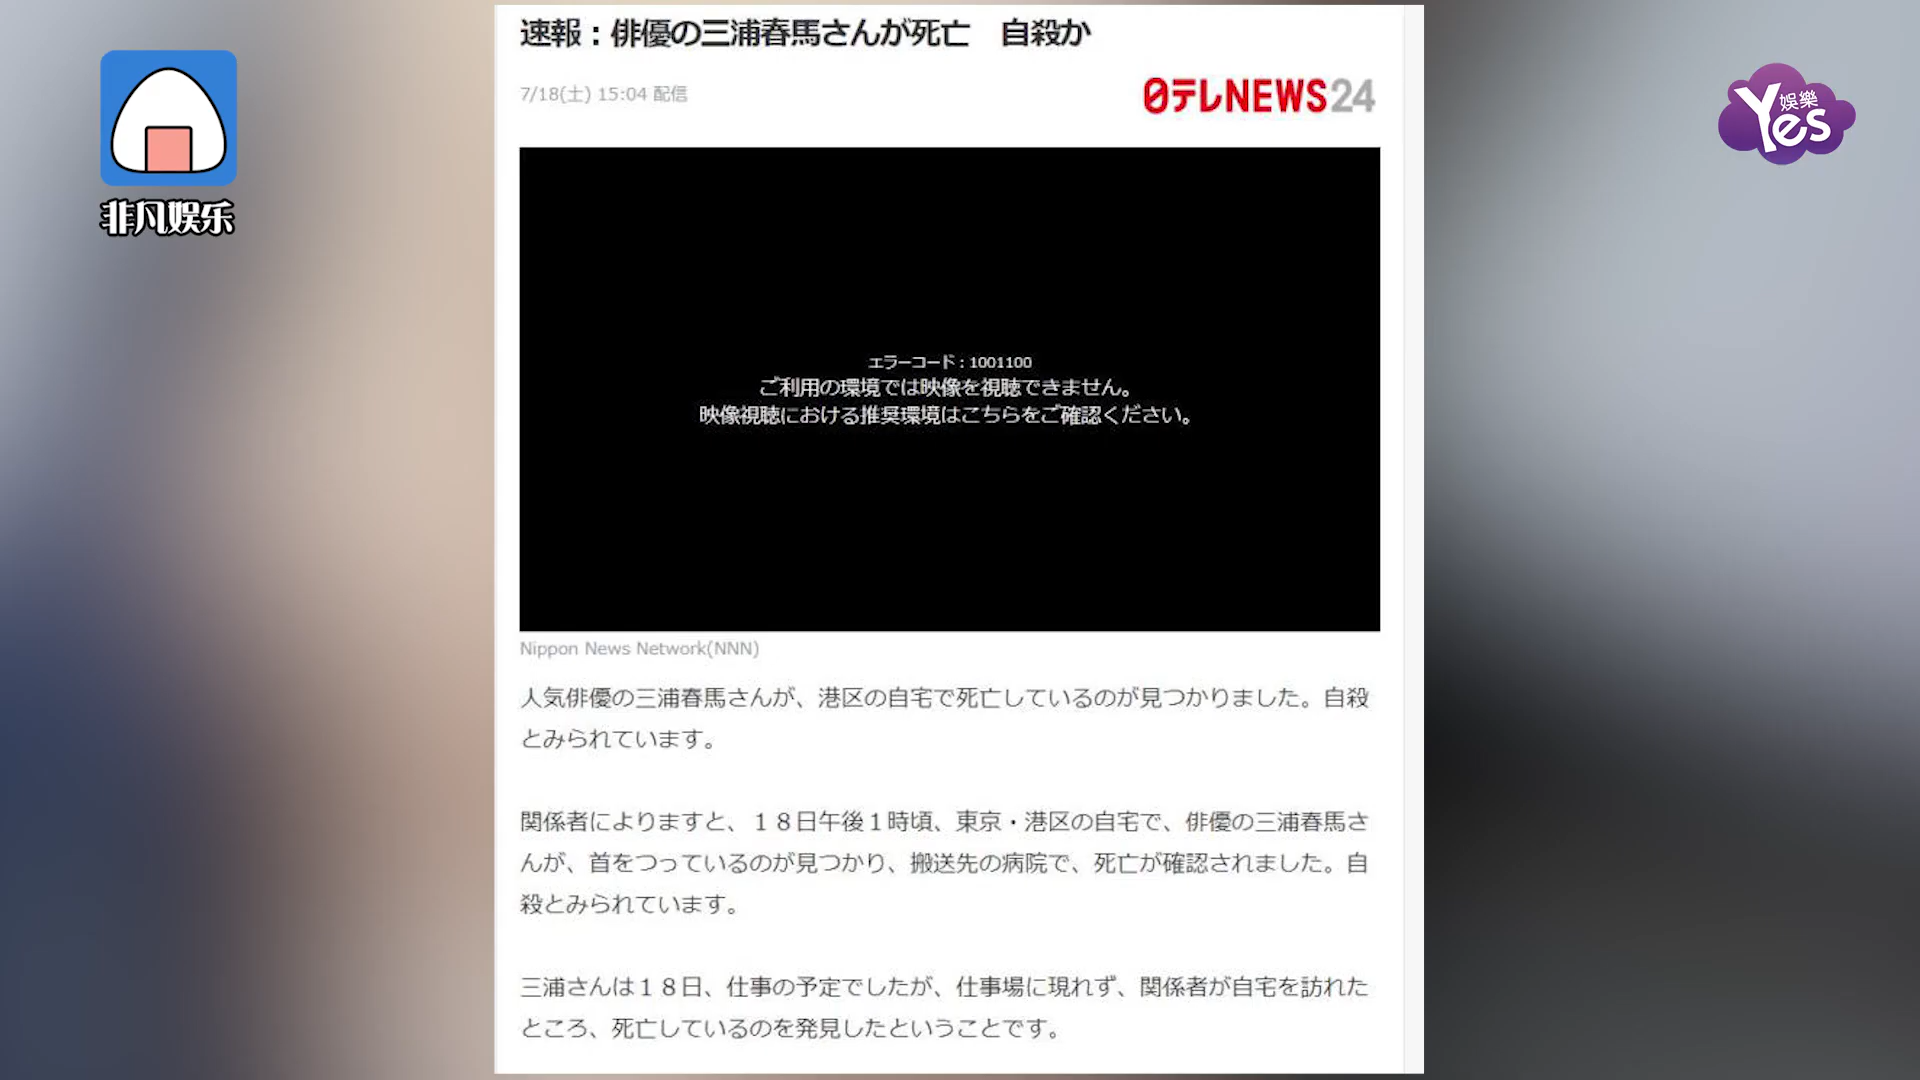 速報：俳優の三浦春馬さんが死亡　自殺か
7/18(土) 15:04 配信
日テレNEWS24
非凡娱乐
Yes娛樂
エラーコード：1001100
ご利用の環境では映像を視聴できません。
映像視聴における推奨環境はこちらをご確認ください。
Nippon News Network(NNN)
人気俳優の三浦春馬さんが、港区の自宅で死亡しているのが見つかりました。自殺
とみられています。
関係者によりますと、１８日午後１時頃、東京・港区の自宅で、俳優の三浦春馬さ
んが、首をつっているのが見つかり、搬送先の病院で、死亡が確認されました。自
殺とみられています。
三浦さんは１８日、仕事の予定でしたが、仕事場に現れず、関係者が自宅を訪れた
ところ、死亡しているのを発見したということです。